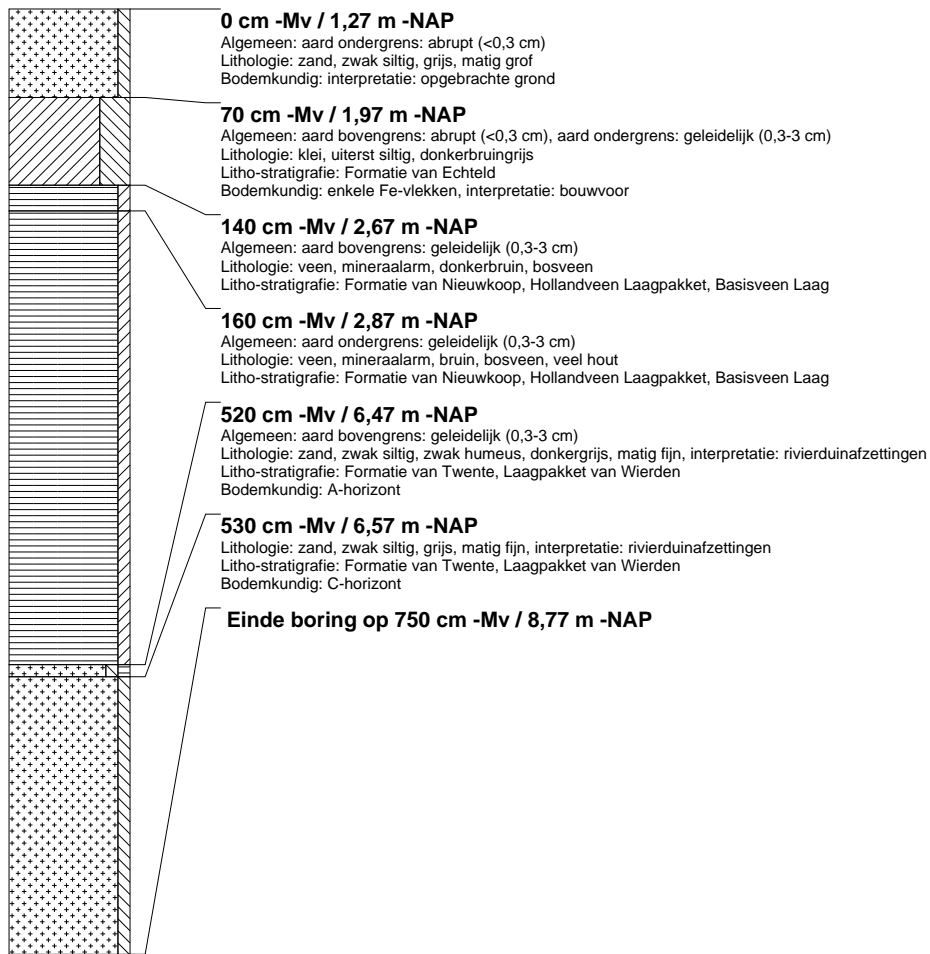 0 cm -Mv / 1,27 m -NAP
Algemeen: aard ondergrens: abrupt (<0,3 cm)
Lithologie: zand, zwak siltig, grijs, matig grof
Bodemkundig: interpretatie: opgebrachte grond
70 cm -Mv / 1,97 m -NAP
Algemeen: aard bovengrens: abrupt (<0,3 cm), aard ondergrens: geleidelijk (0,3-3 cm)
Lithologie: klei, uiterst siltig, donkerbruingrijs
Litho-stratigrafie: Formatie van Echteld
Bodemkundig: enkele Fe-vlekken, interpretatie: bouwvoor
140 cm -Mv / 2,67 m -NAP
Algemeen: aard bovengrens: geleidelijk (0,3-3 cm)
Lithologie: veen, mineraalarm, donkerbruin, bosveen
Litho-stratigrafie: Formatie van Nieuwkoop, Hollandveen Laagpakket, Basisveen Laag
160 cm -Mv / 2,87 m -NAP
Algemeen: aard ondergrens: geleidelijk (0,3-3 cm)
Lithologie: veen, mineraalarm, bruin, bosveen, veel hout
Litho-stratigrafie: Formatie van Nieuwkoop, Hollandveen Laagpakket, Basisveen Laag
520 cm -Mv / 6,47 m -NAP
Algemeen: aard bovengrens: geleidelijk (0,3-3 cm)
Lithologie: zand, zwak siltig, zwak humeus, donkergrijs, matig fijn, interpretatie: rivierduinafzettingen
Litho-stratigrafie: Formatie van Twente, Laagpakket van Wierden
Bodemkundig: A-horizont
530 cm -Mv / 6,57 m -NAP
Lithologie: zand, zwak siltig, grijs, matig fijn, interpretatie: rivierduinafzettingen
Litho-stratigrafie: Formatie van Twente, Laagpakket van Wierden
Bodemkundig: C-horizont
Einde boring op 750 cm -Mv / 8,77 m -NAP